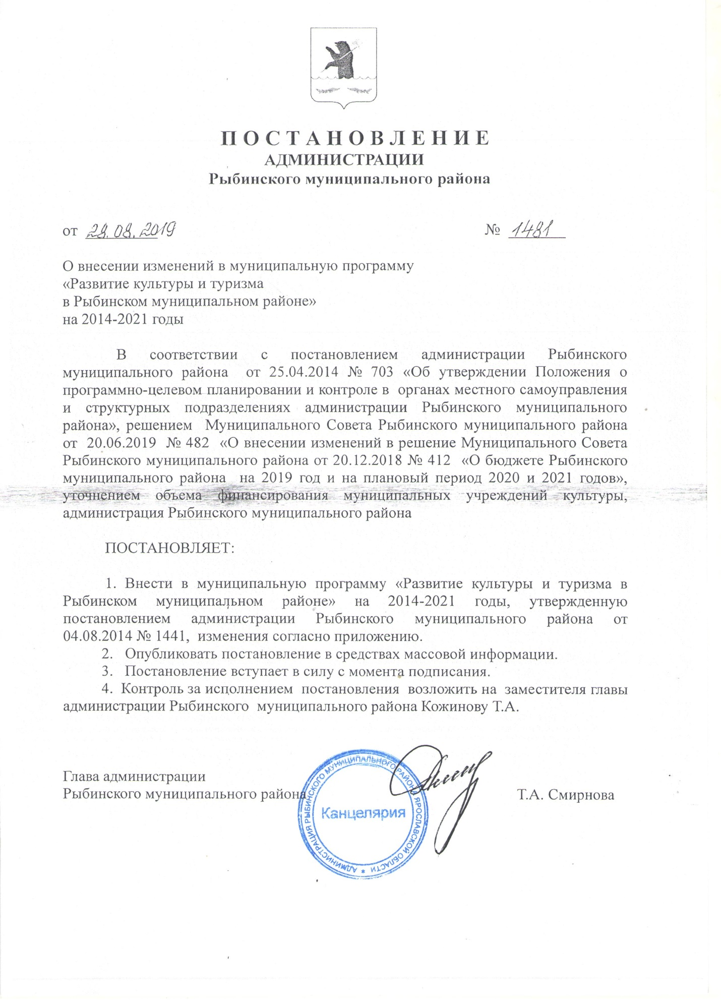 П О С Т А Н О В Л Е Н И Е
АДМИНИСТРАЦИИ
Рыбинского муниципального района
от 28.08.2019 № 1481
О внесении изменений в муниципальную программу
«Развитие культуры и туризма
в Рыбинском муниципальном районе»
на 2014-2021 годы
В соответствии с постановлением администрации Рыбинского
муниципального района от 25.04.2014 № 703 «Об утверждении Положения о
программно-целевом планировании и контроле в органах местного самоуправления
и структурных подразделениях администрации Рыбинского муниципального
района», решением Муниципального Совета Рыбинского муниципального района
от 20.06.2019 № 482 «О внесении изменений в решение Муниципального Совета
Рыбинского муниципального района от 20.12.2018 № 412 «О бюджете Рыбинского
муниципального района на 2019 год и на плановый период 2020 и 2021 годов»,
уточнением объема финансирования муниципальных учреждений культуры,
администрация Рыбинского муниципального района
ПОСТАНОВЛЯЕТ:
1. Внести в муниципальную программу «Развитие культуры и туризма в
Рыбинском муниципальном районе» на 2014-2021 годы, утвержденную
постановлением администрации Рыбинского муниципального района от
04.08.2014 № 1441, изменения согласно приложению.
2. Опубликовать постановление в средствах массовой информации.
3. Постановление вступает в силу с момента подписания.
4. Контроль за исполнением постановления возложить на заместителя главы
администрации Рыбинского муниципального района Кожинову Т.А.
Глава администрации
Рыбинского муниципального района Т.А. Смирнова
АДМИНИСТРАЦИЯ РЫБИНСКОГО МУНИЦИПАЛЬНОГО РАЙОНА ЯРОСЛАВСКОЙ ОБЛАСТИ *
Канцелярия